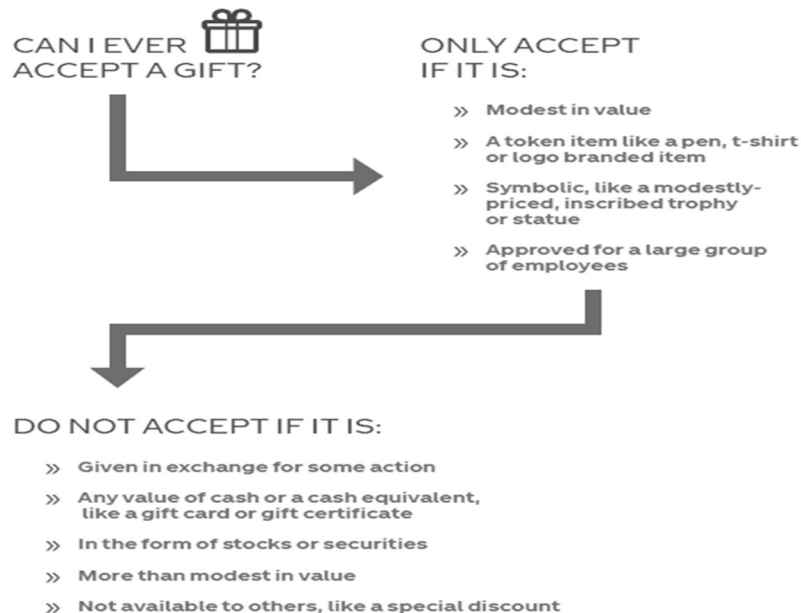 CAN I EVER
ACCEPT A GIFT?
ONLY ACCEPT
IF IT IS:
» Modest in value
» A token item like a pen, t-shirt
or logo branded item
» Symbolic, like a modestly-
priced, inscribed trophy
or statue
» Approved for a large group
of employees
DO NOT ACCEPT IF IT IS:
» Given in exchange for some action
» Any value of cash or a cash equivalent,
like a gift card or gift certificate
» In the form of stocks or securities
» More than modest in value
» Not available to others, like a special discount